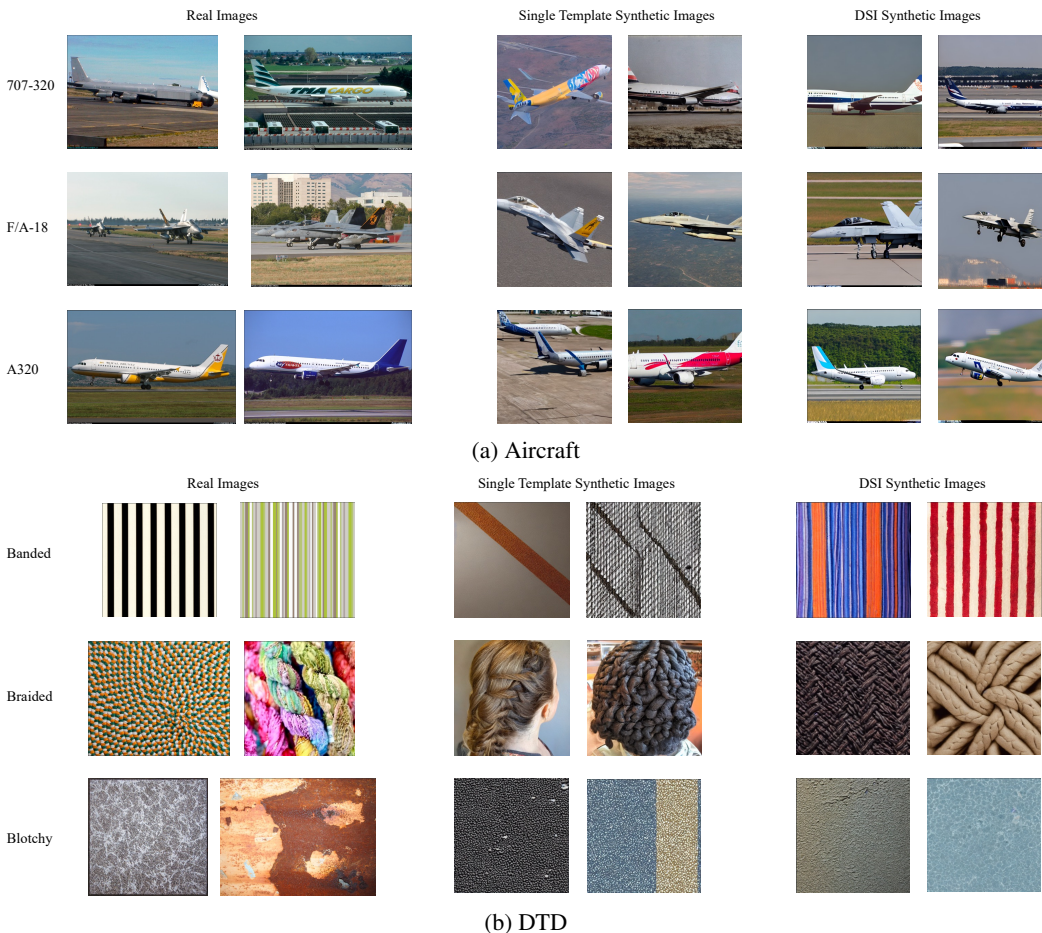 Real Images
Single Template Synthetic Images
DSI Synthetic Images
707-320
TMA CARGO
F/A-18
A320
(a) Aircraft
Real Images
Single Template Synthetic Images
DSI Synthetic Images
Banded
Braided
Blotchy
(b) DTD